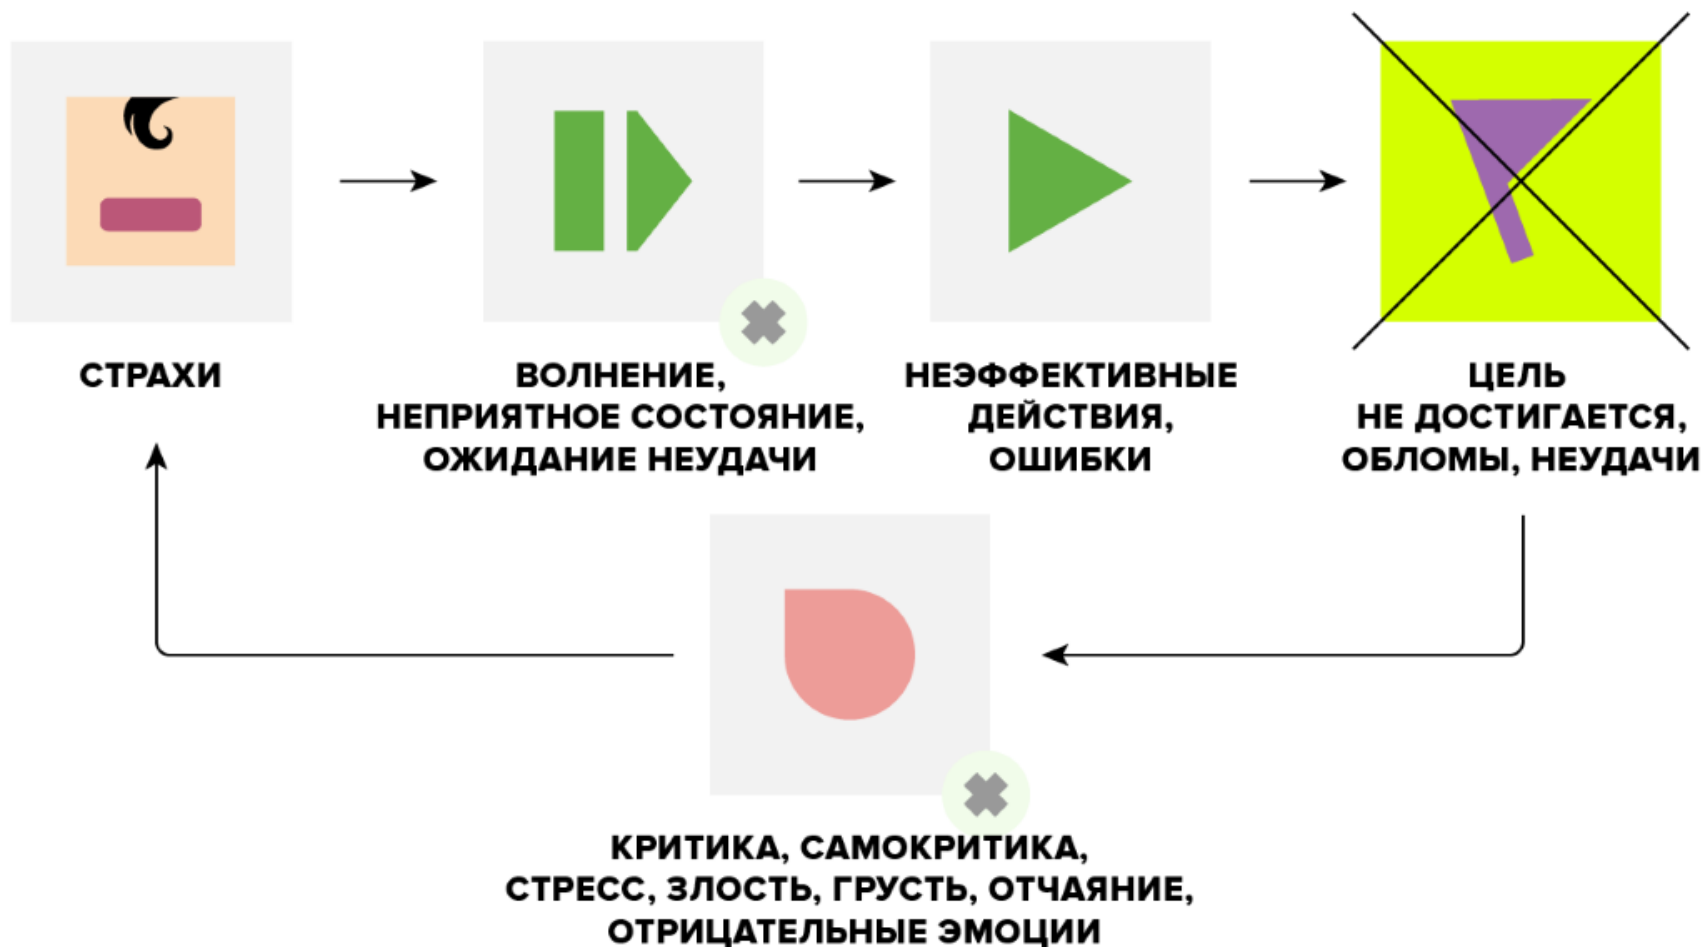 СТРАХИ
ВОЛНЕНИЕ,
НЕПРИЯТНОЕ СОСТОЯНИЕ,
ОЖИДАНИЕ НЕУДАЧИ
НЕЭФФЕКТИВНЫЕ
ДЕЙСТВИЯ,
ОШИБКИ
ЦЕЛЬ
НЕ ДОСТИГАЕТСЯ,
ОБЛОМЫ, НЕУДАЧИ
КРИТИКА, САМОКРИТИКА,
СТРЕСС, ЗЛОСТЬ, ГРУСТЬ, ОТЧАЯНИЕ,
ОТРИЦАТЕЛЬНЫЕ ЭМОЦИИ